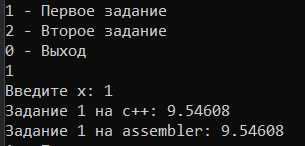 1 - Первое задание
2 - Второе задание
0 - Выход
1
Введите x: 1
Задание 1 на c++: 9.54608
Задание 1 на assembler: 9.54608